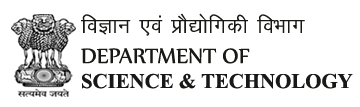 विज्ञान एवं प्रौद्योगिकी विभाग
DEPARTMENT OF
SCIENCE & TECHNOLOGY
सत्यमेव जयते